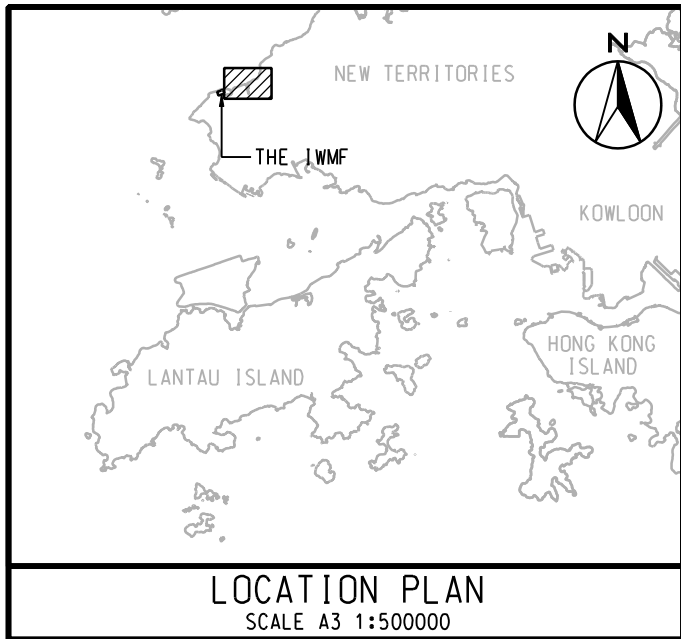 N
NEW TERRITORIES
THE IWMF
KOWLOON
HONG KONG
ISLAND
LANTAU ISLAND
LOCATION PLAN
SCALE A3 1:500000